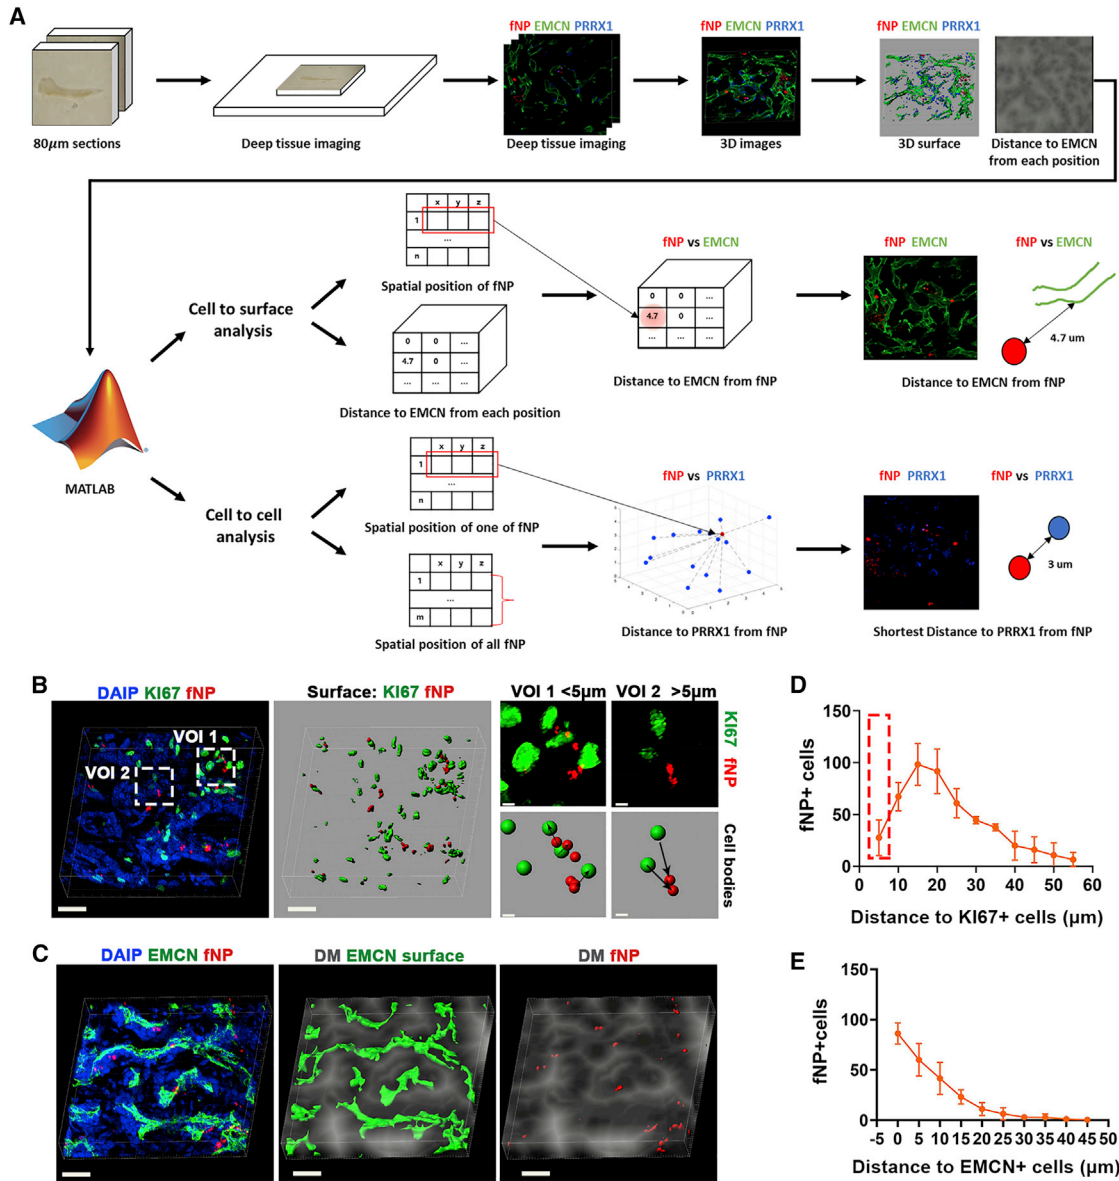 A
fNP EMCN PRRX1
fNP EMCN PRRX1
fNP EMCN PRRX1
80μm sections
Deep tissue imaging
Deep tissue imaging
3D images
3D surface
Distance to EMCN
from each position
x y z
1
...
n
Spatial position of fNP
Cell to surface
analysis
0 0 ...
4.7 0 ...
... ... ...
Distance to EMCN from each position
fNP vs EMCN
0 0 ...
4.7 0 ...
... ... ...
Distance to EMCN from fNP
fNP EMCN
fNP vs EMCN
4.7 um
Distance to EMCN from fNP
MATLAB
Cell to cell
analysis
x y z
1
...
n
Spatial position of one of fNP
x y z
1
...
m
Spatial position of all fNP
fNP vs PRRX1
Distance to PRRX1 from fNP
fNP PRRX1
fNP vs PRRX1
3 um
Shortest Distance to PRRX1 from fNP
B
DAIP KI67 fNP
VOI 1
VOI 2
Surface: KI67 fNP
VOI 1 <5μm
VOI 2 >5μm
KI67 fNP
Cell bodies
C
DAIP EMCN fNP
DM EMCN surface
DM fNP
D
fNP+ cells
150
100
50
0
0 10 20 30 40 50 60
Distance to KI67+ cells (μm)
E
fNP+cells
150
100
50
0
-5 0 5 10 15 20 25 30 35 40 45 50
Distance to EMCN+ cells (μm)